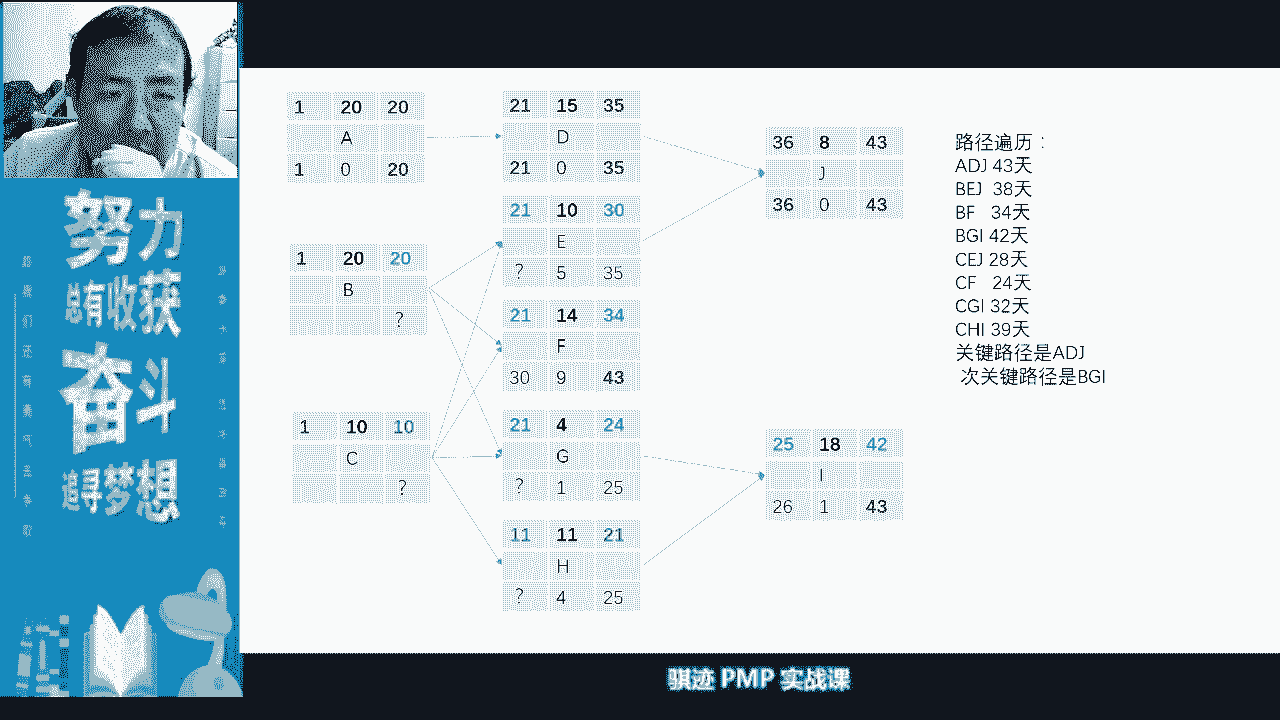 努力
总有收获
奋斗
追寻梦想
1 20 20
A
1 0 20
1 20 20
B
?
1 10 10
C
?
21 15 35
D
21 0 35
21 10 30
E
? 5 35
21 14 34
F
30 9 43
21 4 24
G
? 1 25
11 11 21
H
? 4 25
36 8 43
J
36 0 43
25 18 42
I
26 1 43
路径遍历：
ADJ 43天
BEJ 38天
BF 34天
BGI 42天
CEJ 28天
CF 24天
CGI 32天
CHI 39天
关键路径是ADJ
次关键路径是BGI
骐迹 PMP 实战课